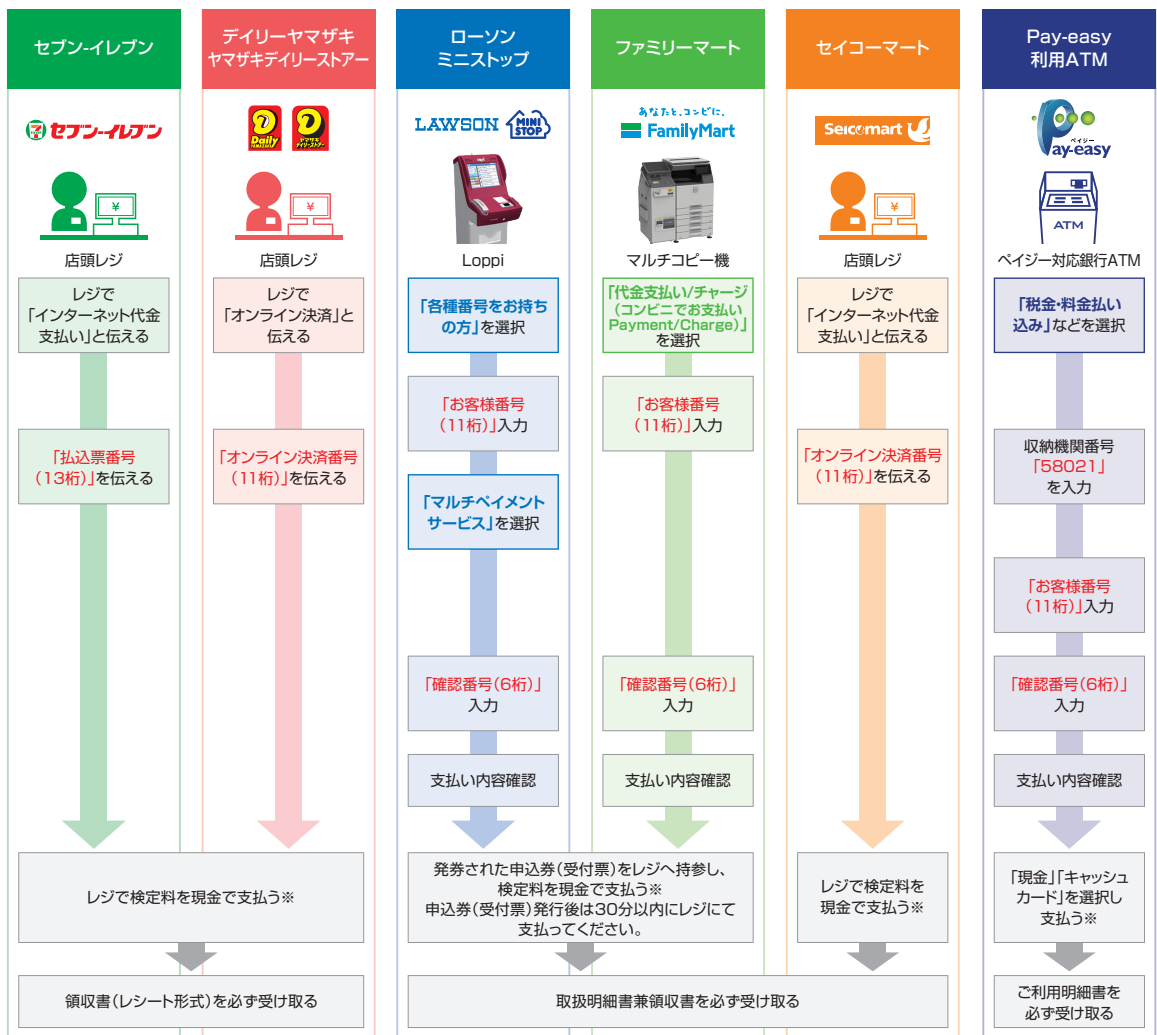 セブン-イレブン
デイリーヤマザキ
ヤマザキデイリーストアー
ローソン
ミニストップ
ファミリーマート
セイコーマート
Pay-easy
利用ATM
セブン-イレブン
Daily
YAMAZAKI
ヤマザキ
デイリーストアー
LAWSON
MINI
STOP
あなたと、コンビに、
FamilyMart
Seicomart
ペイジー
Pay-easy
¥
¥
¥
ATM
店頭レジ
店頭レジ
Loppi
マルチコピー機
店頭レジ
ペイジー対応銀行ATM
レジで
「インターネット代金
支払い」と伝える
「払込票番号
(13桁)」を伝える
レジで
「オンライン決済」と
伝える
「オンライン決済番号
(11桁)」を伝える
「各種番号をお持ち
の方」を選択
「お客様番号
(11桁)」入力
「マルチペイメント
サービス」を選択
「確認番号(6桁)」
入力
支払い内容確認
「代金支払い/チャージ
(コンビニでお支払い
Payment/Charge)」
を選択
「お客様番号
(11桁)」入力
「確認番号(6桁)」
入力
支払い内容確認
レジで
「インターネット代金
支払い」と伝える
「オンライン決済番号
(11桁)」を伝える
「税金・料金払い
込み」などを選択
収納機関番号
「58021」
を入力
「お客様番号
(11桁)」入力
「確認番号(6桁)」
入力
支払い内容確認
レジで検定料を現金で支払う※
発券された申込券(受付票)をレジへ持参し、
検定料を現金で支払う※
申込券(受付票)発行後は30分以内にレジにて
支払ってください。
レジで検定料を
現金で支払う※
「現金」「キャッシュ
カード」を選択し
支払う※
領収書(レシート形式)を必ず受け取る
取扱明細書兼領収書を必ず受け取る
ご利用明細書を
必ず受け取る